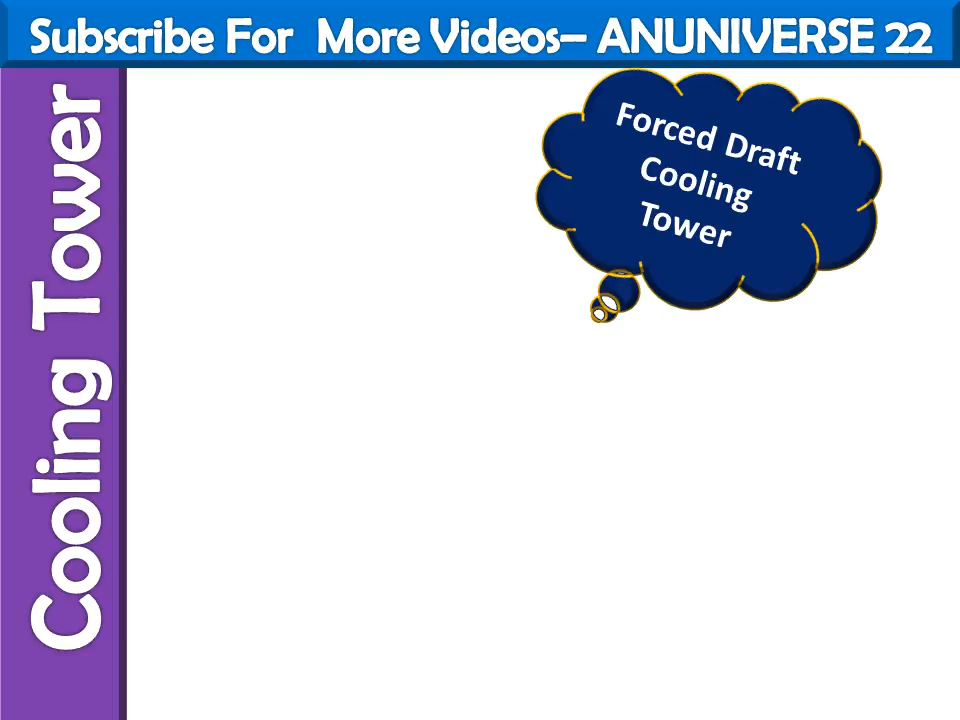 Subscribe For More Videos– ANUNIVERSE 22
Cooling Tower
Forced Draft
Cooling
Tower